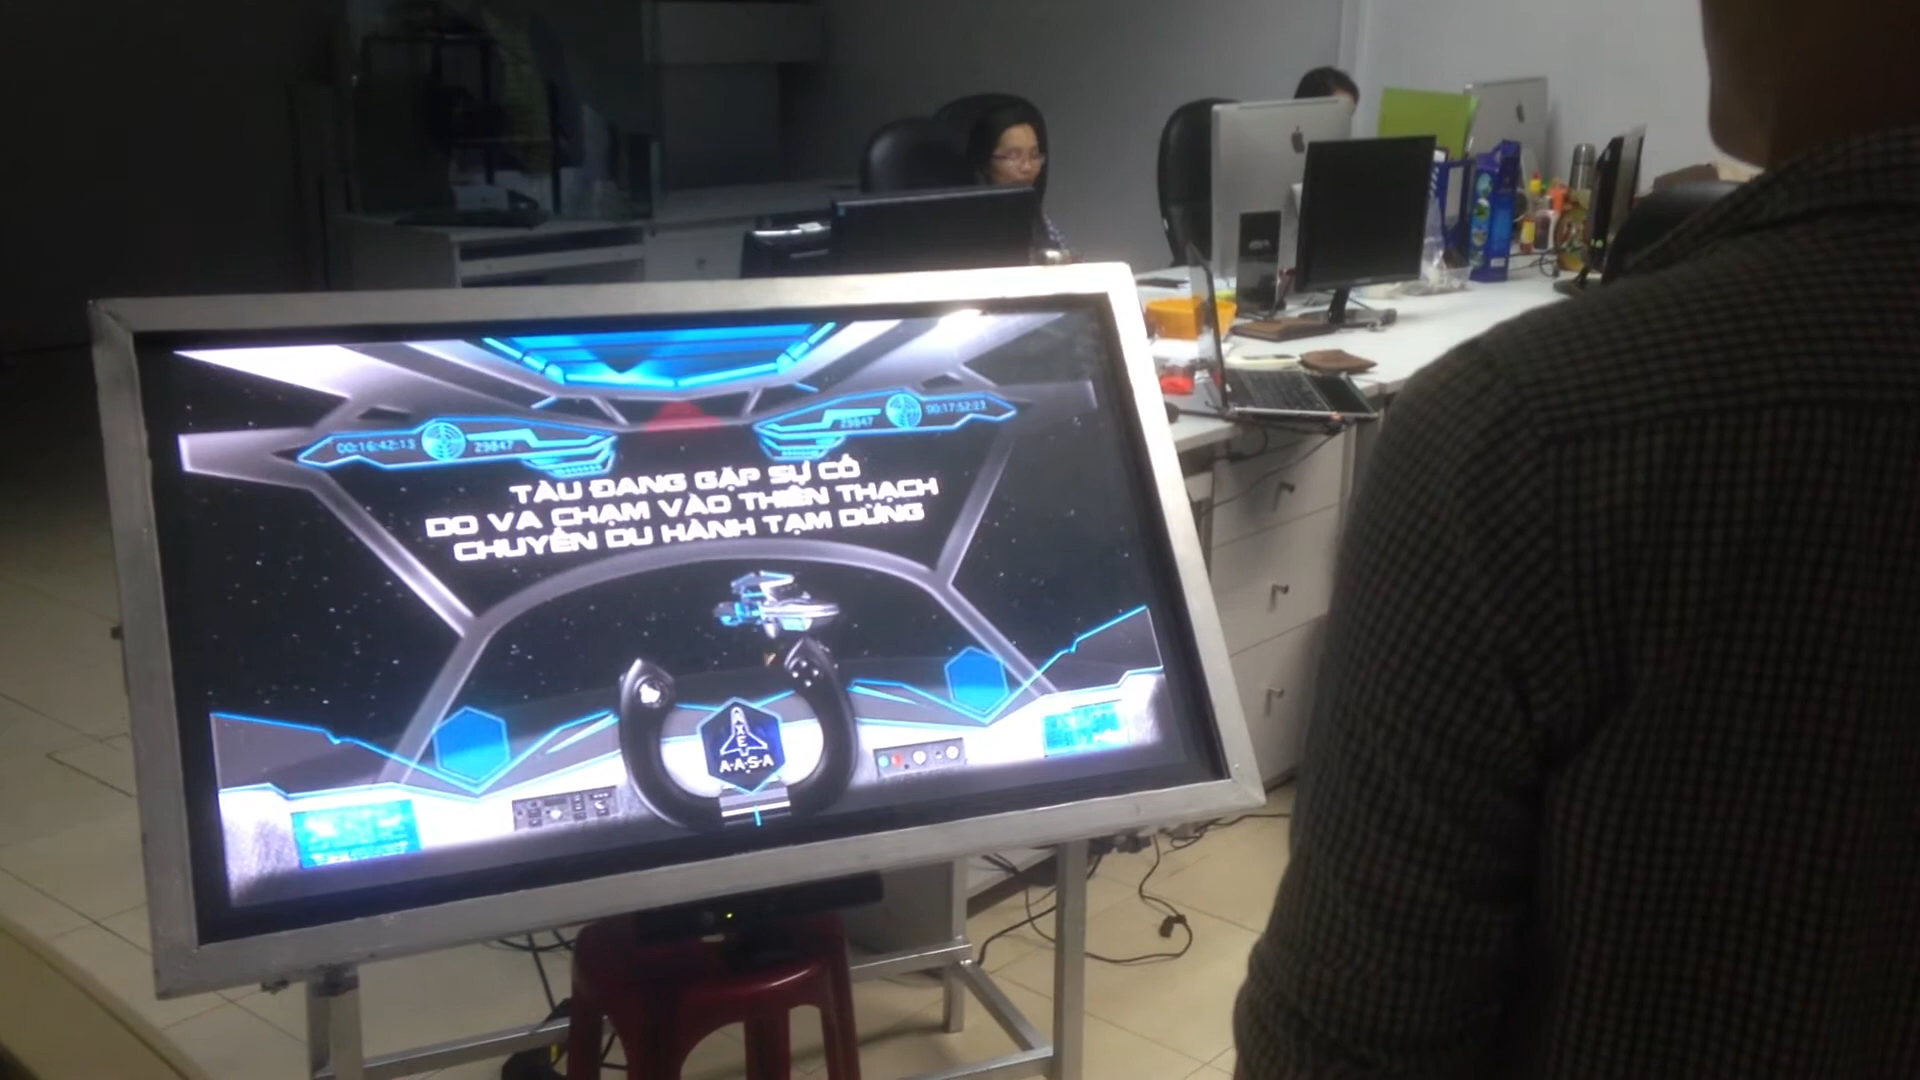 00:16:42:13 29847
29847 00:17:52:23
TÀU ĐANG GẶP SỰ CỐ
DO VA CHẠM VÀO THIÊN THẠCH
CHUYẾN DU HÀNH TẠM DỪNG
AXE
A·A·S·A